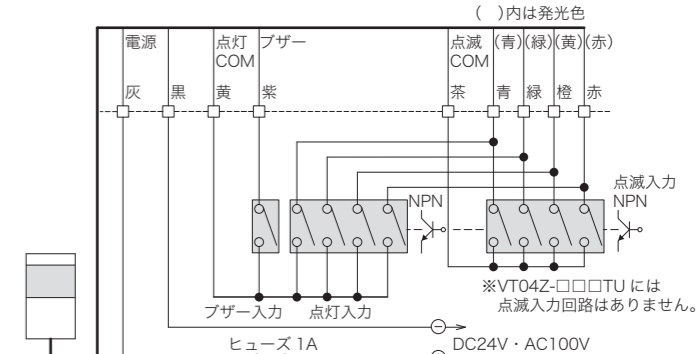 （　）内は発光色
電源　点灯　ブザー　点滅　(青)(緑)(黄)(赤)
COM　COM
灰　黒　黄　紫　茶　青　緑　橙　赤
点滅入力
NPN　NPN
※VT04Z-□□□TU には
点滅入力回路はありません。
ブザー入力　点灯入力
ヒューズ 1A　DC24V・AC100V